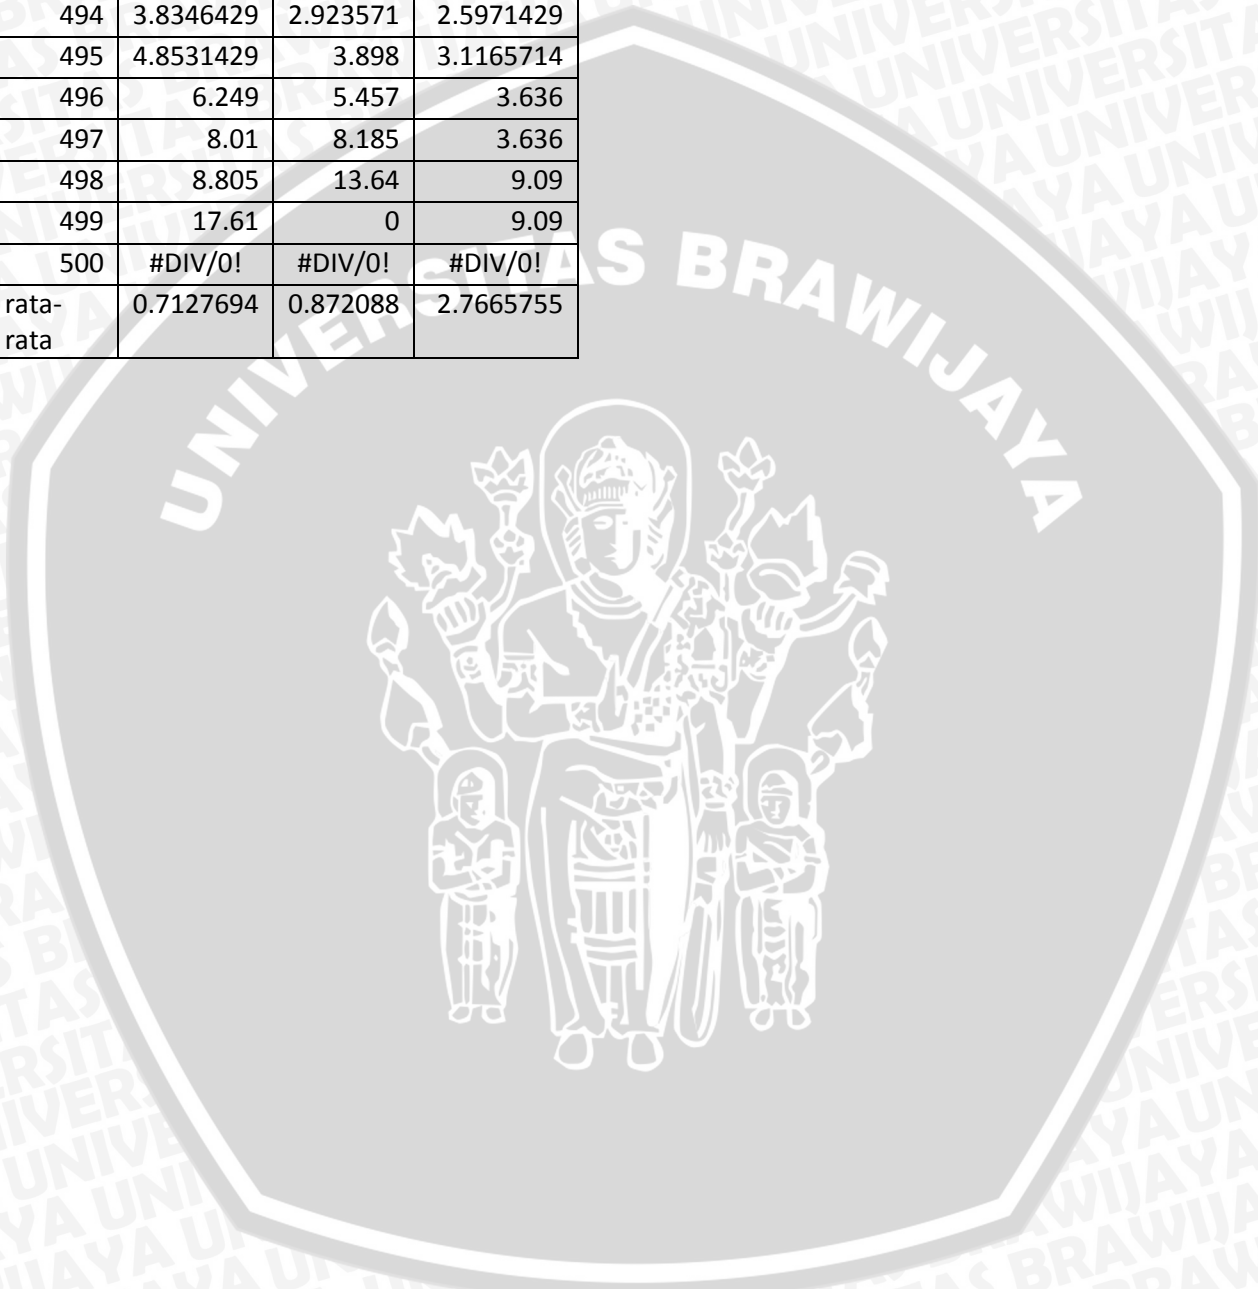 494 3.8346429 2.923571 2.5971429
495 4.8531429 3.898 3.1165714
496 6.249 5.457 3.636
497 8.01 8.185 3.636
498 8.805 13.64 9.09
499 17.61 0 9.09
500 #DIV/0! #DIV/0! #DIV/0!
rata- 0.7127694 0.872088 2.7665755
rata
UNIVERSITAS BRAWIJAYA